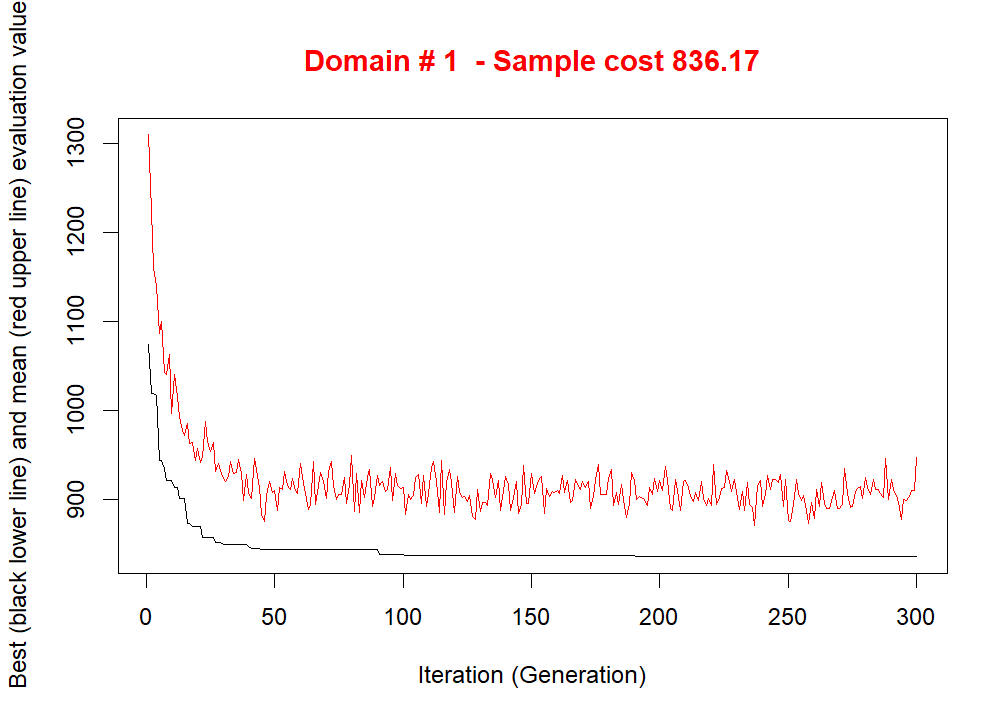 Domain # 1  - Sample cost 836.17
Best (black lower line) and mean (red upper line) evaluation value
1300
1200
1100
1000
900
0 50 100 150 200 250 300
Iteration (Generation)